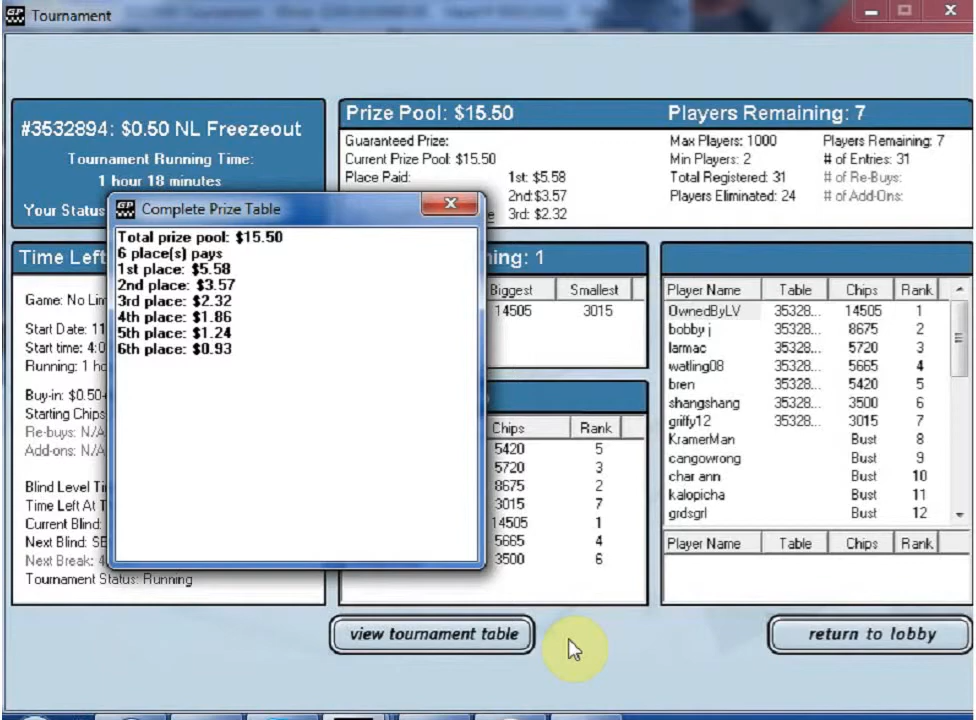 GP Tournament
#3532894: $0.50 NL Freezeout
Tournament Running Time:
1 hour 18 minutes
Your Status
Prize Pool: $15.50
Players Remaining: 7
Guaranteed Prize:
Current Prize Pool: $15.50
Place Paid: 1st: $5.58
2nd:$3.57
3rd: $2.32
Max Players: 1000 Players Remaining: 7
Min Players: 2 # of Entries: 31
Total Registered: 31 # of Re-Buys:
Players Eliminated: 24 # of Add-Ons:
GP Complete Prize Table
Total prize pool: $15.50
6 place(s) pays
1st place: $5.58
2nd place: $3.57
3rd place: $2.32
4th place: $1.86
5th place: $1.24
6th place: $0.93
Time Left
Game: No Lim
Start Date: 11
Start time: 4:0
Running: 1 ho
Buy-in: $0.50
Starting Chips
Re-buys: N/A
Add-ons: N/A
Blind Level Ti
Time Left At T
Current Blind:
Next Blind: SB
Next Break: 4
Tournament Status: Running
ning: 1
Biggest Smallest
14505 3015
Chips Rank
5420 5
5720 3
8675 2
3015 7
14505 1
5665 4
3500 6
Player Name Table Chips Rank
OwnedByLV 35328... 14505 1
bobby j 35328... 8675 2
larmac 35328... 5720 3
watling08 35328... 5665 4
bren 35328... 5420 5
shangshang 35328... 3500 6
griffy12 35328... 3015 7
KramerMan Bust 8
cangowrong Bust 9
char ann Bust 10
kalopicha Bust 11
grdsgrl Bust 12
Player Name Table Chips Rank
view tournament table
return to lobby